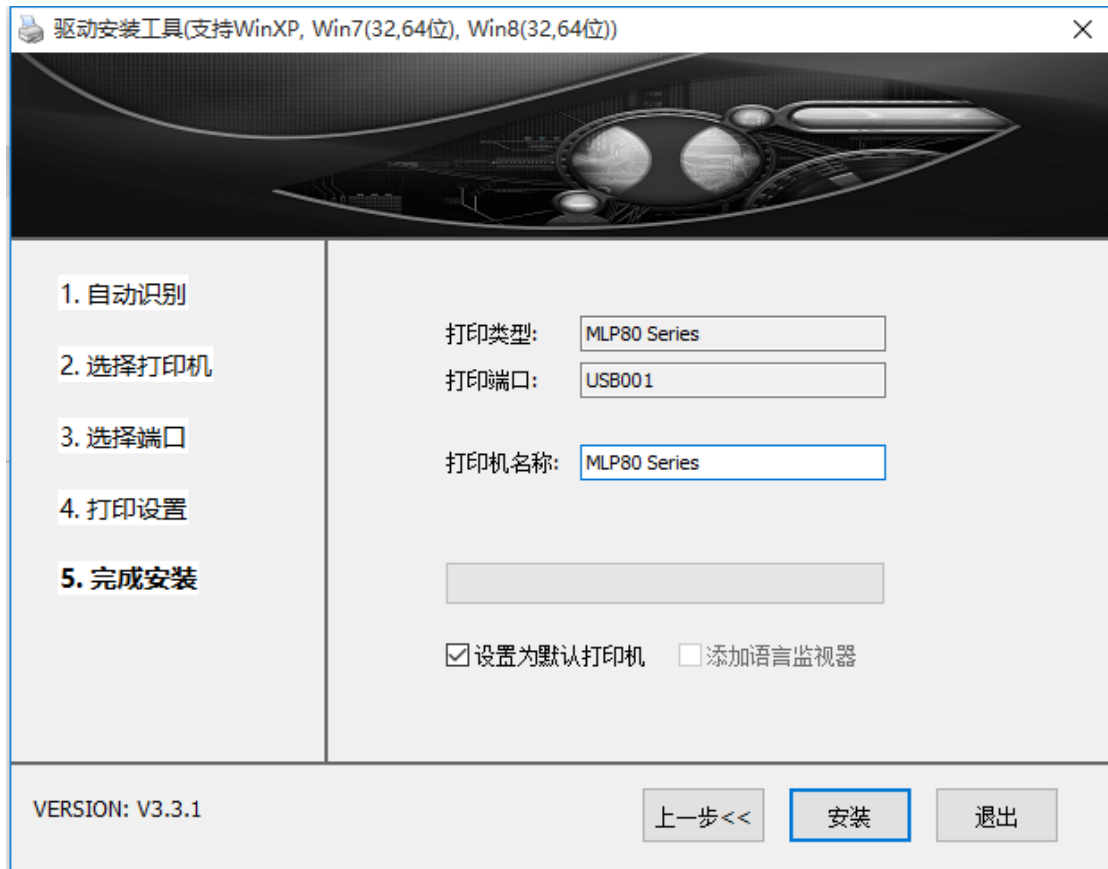 驱动安装工具(支持WinXP, Win7(32,64位), Win8(32,64位))
1. 自动识别
2. 选择打印机
3. 选择端口
4. 打印设置
5. 完成安装
打印类型: MLP80 Series
打印端口: USB001
打印机名称: MLP80 Series
设置为默认打印机 添加语言监视器
VERSION: V3.3.1
上一步<< 安装 退出